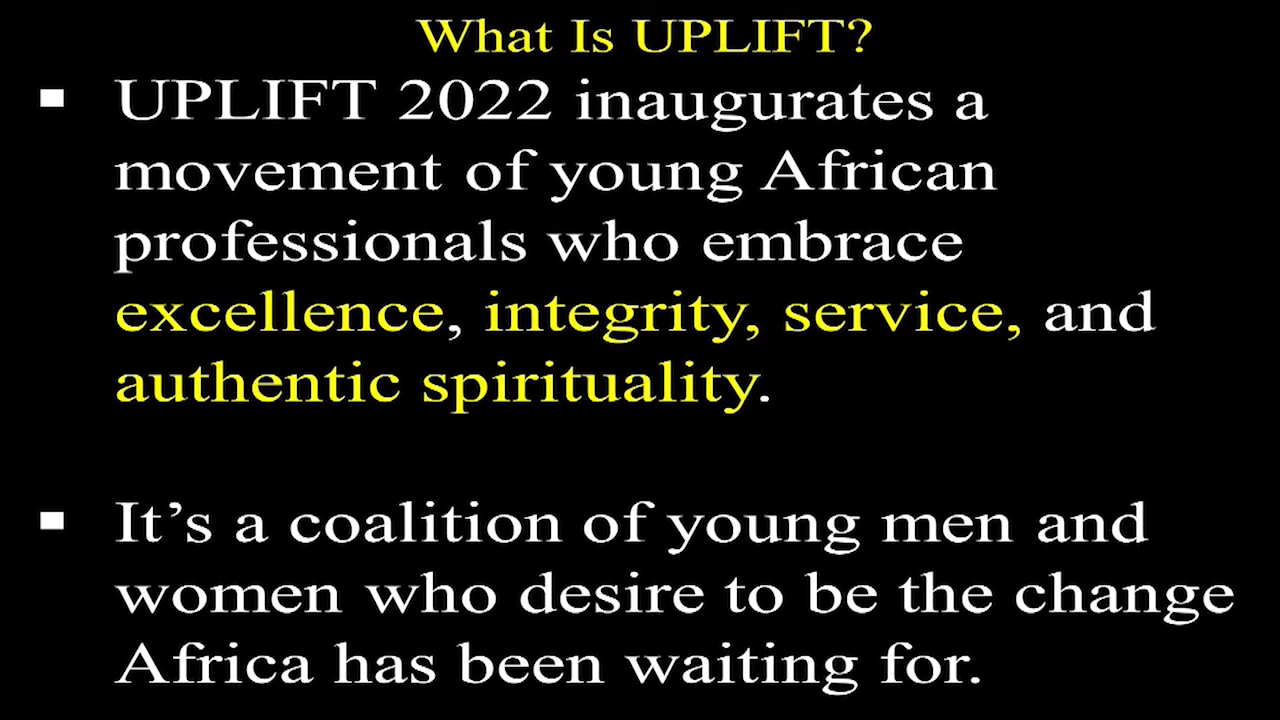 What Is UPLIFT?
▪ UPLIFT 2022 inaugurates a
movement of young African
professionals who embrace
excellence, integrity, service, and
authentic spirituality.
▪ It’s a coalition of young men and
women who desire to be the change
Africa has been waiting for.